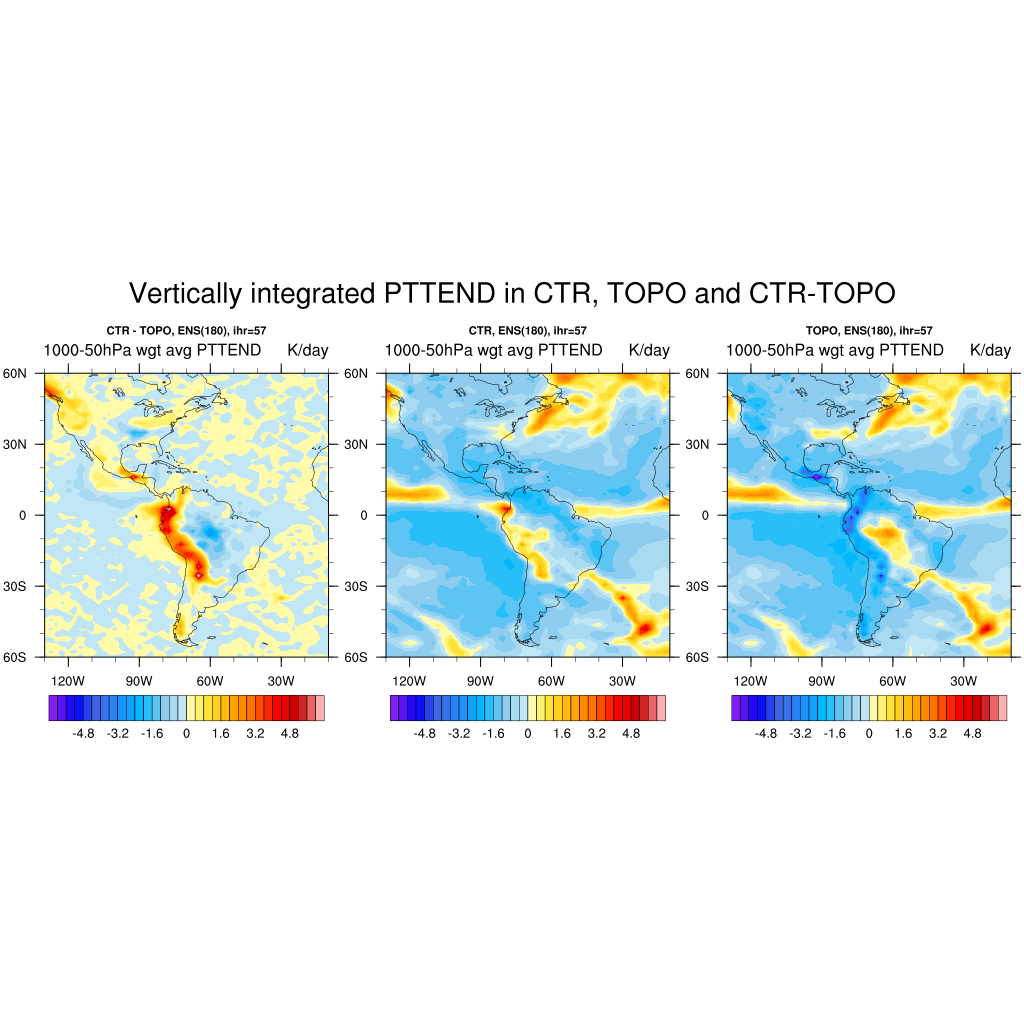 Vertically integrated PTTEND in CTR, TOPO and CTR-TOPO
CTR - TOPO, ENS(180), ihr=57
1000-50hPa wgt avg PTTEND K/day
60N
30N
0
30S
60S
120W 90W 60W 30W
-4.8 -3.2 -1.6 0 1.6 3.2 4.8
CTR, ENS(180), ihr=57
1000-50hPa wgt avg PTTEND K/day
60N
30N
0
30S
60S
120W 90W 60W 30W
-4.8 -3.2 -1.6 0 1.6 3.2 4.8
TOPO, ENS(180), ihr=57
1000-50hPa wgt avg PTTEND K/day
60N
30N
0
30S
60S
120W 90W 60W 30W
-4.8 -3.2 -1.6 0 1.6 3.2 4.8